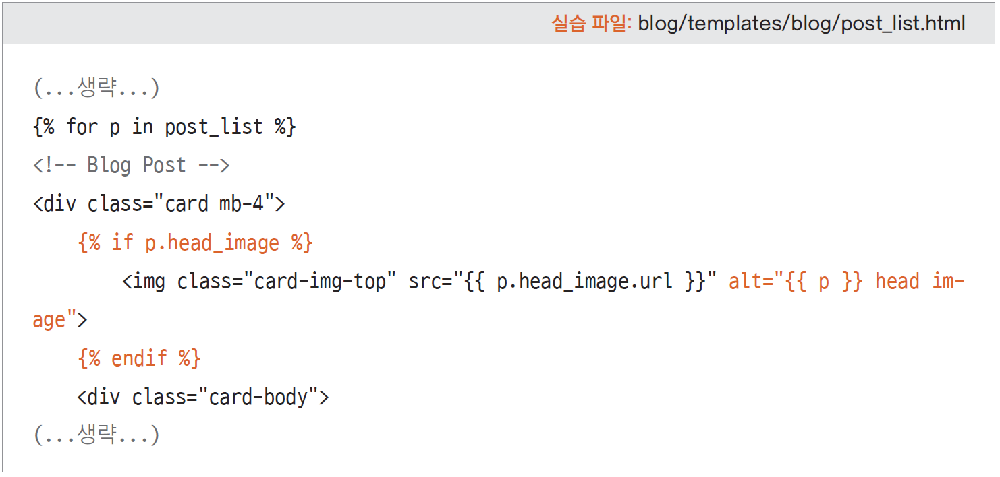 실습 파일: blog/templates/blog/post_list.html
(...생략...)
{% for p in post_list %}
<!-- Blog Post -->
<div class="card mb-4">
{% if p.head_image %}
<img class="card-img-top" src="{{ p.head_image.url }}" alt="{{ p }} head im-
age">
{% endif %}
<div class="card-body">
(...생략...)